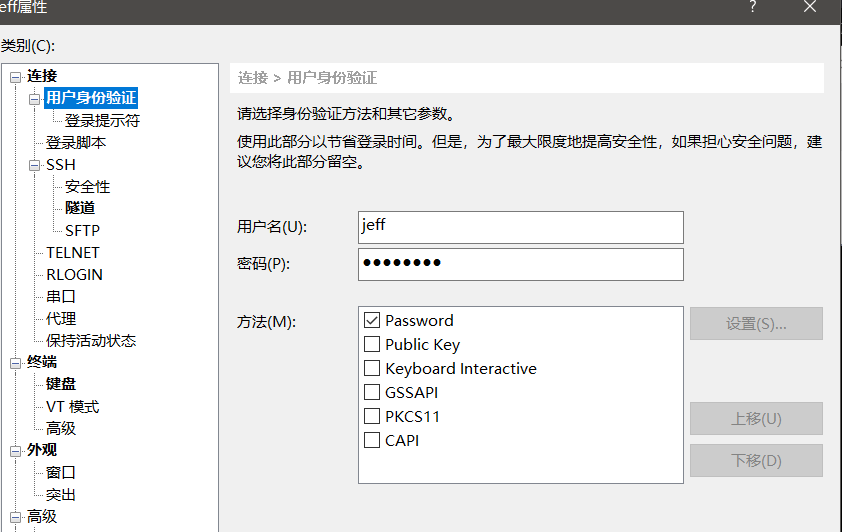 eff属性
?
类别(C):
连接
用户身份验证
登录提示符
登录脚本
SSH
安全性
隧道
SFTP
TELNET
RLOGIN
串口
代理
保持活动状态
终端
键盘
VT 模式
高级
外观
窗口
突出
高级
连接 > 用户身份验证
请选择身份验证方法和其它参数。
使用此部分以节省登录时间。但是，为了最大限度地提高安全性，如果担心安全问题，建
议您将此部分留空。
用户名(U):
jeff
密码(P):
●●●●●●●●
方法(M):
Password
Public Key
Keyboard Interactive
GSSAPI
PKCS11
CAPI
设置(S)...
上移(U)
下移(D)